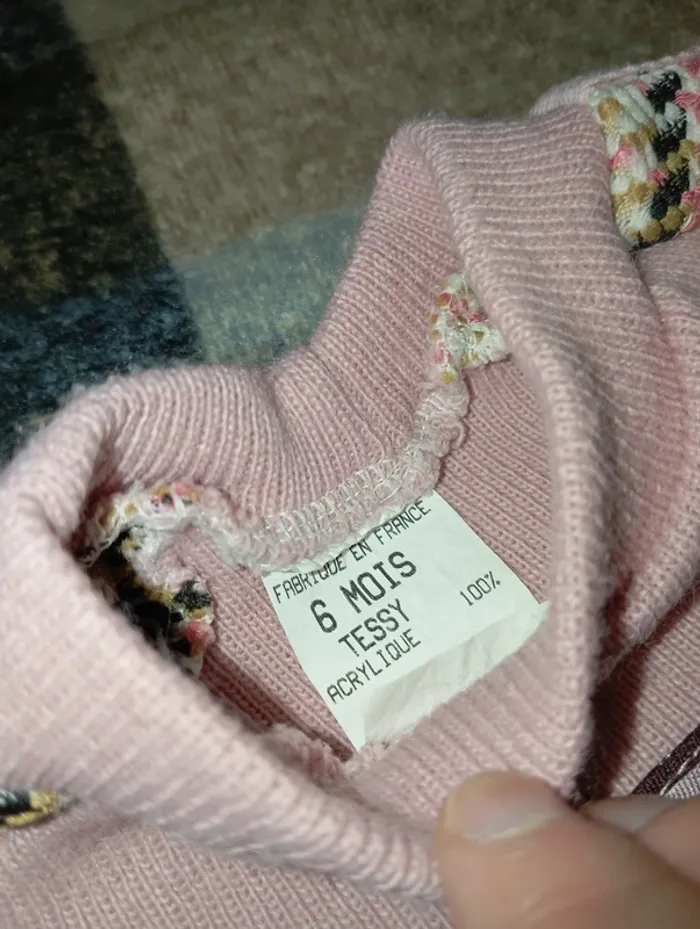 FABRIQUE EN FRANCE
6 MOIS
TESSY
ACRYLIQUE 100%